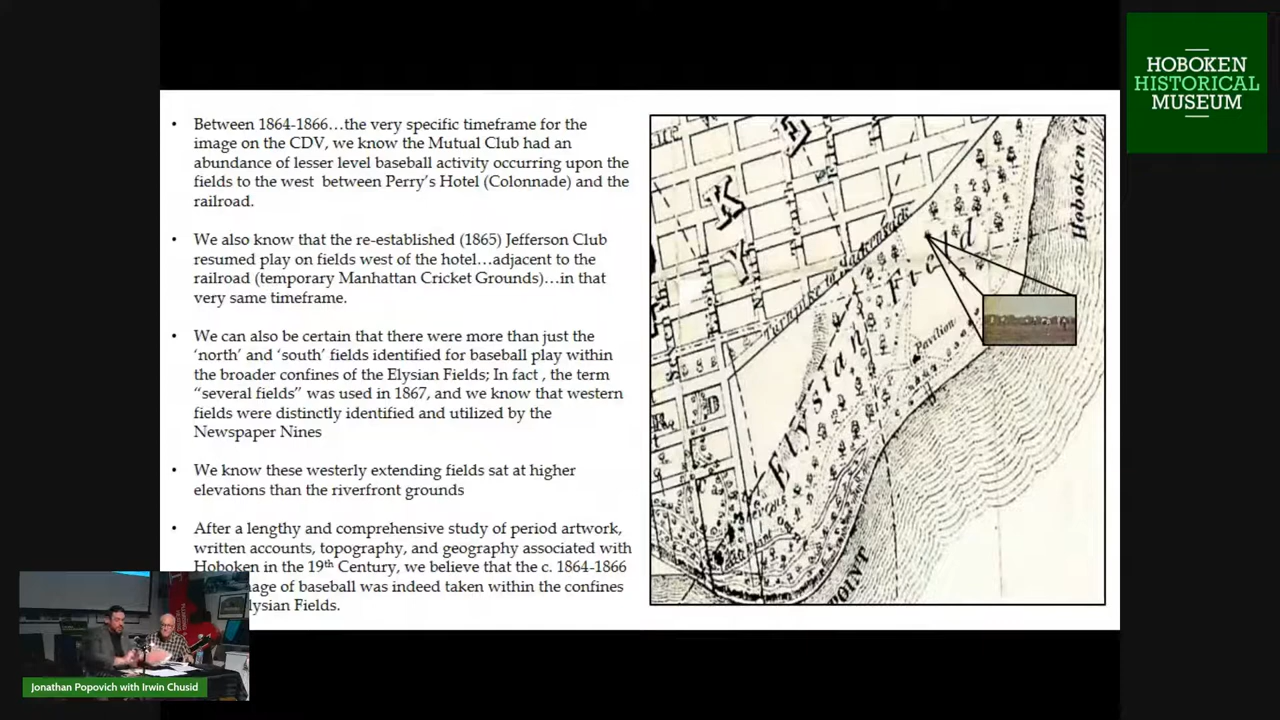 • Between 1864-1866…the very specific timeframe for the
image on the CDV, we know the Mutual Club had an
abundance of lesser level baseball activity occurring upon the
fields to the west between Perry's Hotel (Colonnade) and the
railroad.
• We also know that the re-established (1865) Jefferson Club
resumed play on fields west of the hotel…adjacent to the
railroad (temporary Manhattan Cricket Grounds)…in that
very same timeframe.
• We can also be certain that there were more than just the
'north' and 'south' fields identified for baseball play within
the broader confines of the Elysian Fields; In fact , the term
"several fields" was used in 1867, and we know that western
fields were distinctly identified and utilized by the
Newspaper Nines
• We know these westerly extending fields sat at higher
elevations than the riverfront grounds
• After a lengthy and comprehensive study of period artwork,
written accounts, topography, and geography associated with
Hoboken in the 19th Century, we believe that the c. 1864-1866
age of baseball was indeed taken within the confines
lysian Fields.
Turnpike to Hackensack
Elysian
Pavilion
POINT
Hoboken
HOBOKEN
HISTORICAL
MUSEUM
Jonathan Popovich with Irwin Chusid